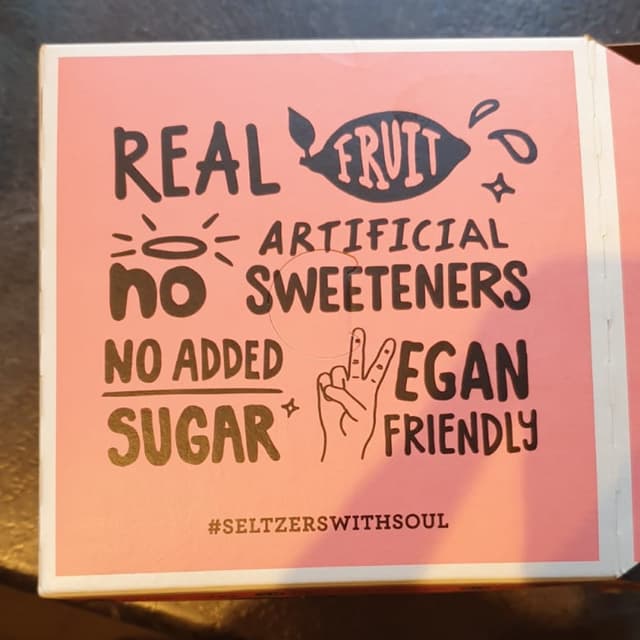 REAL FRUIT
no ARTIFICIAL
SWEETENERS
NO ADDED
SUGAR
VEGAN
FRIENDLY
#SELTZERSWITHSOUL